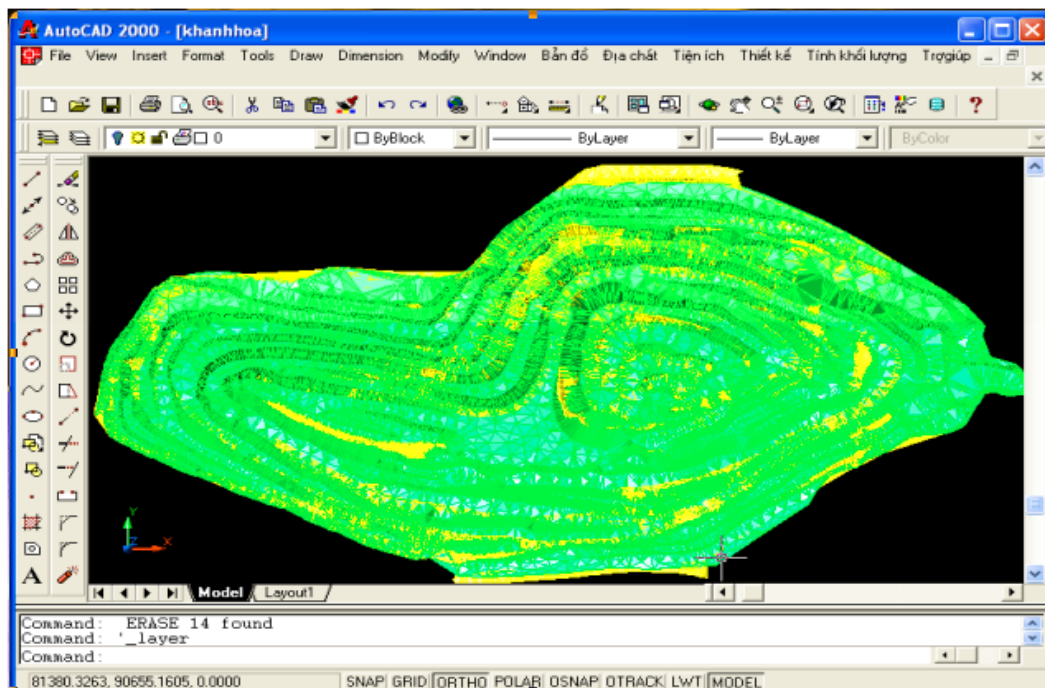 AutoCAD 2000 - [khanhhoa]
File View Insert Format Tools Draw Dimension Modify Window Bản đồ Địa chất Tiện ích Thiết kế Tính khối lượng Trợgiúp
0 ByBlock ByLayer ByLayer ByColor
Y
Z X
A
Model Layout1
Command: ERASE 14 found
Command: '_layer
Command:
81380.3263, 90655.1605, 0.0000 SNAP GRID ORTHO POLAR OSNAP OTRACK LWT MODEL